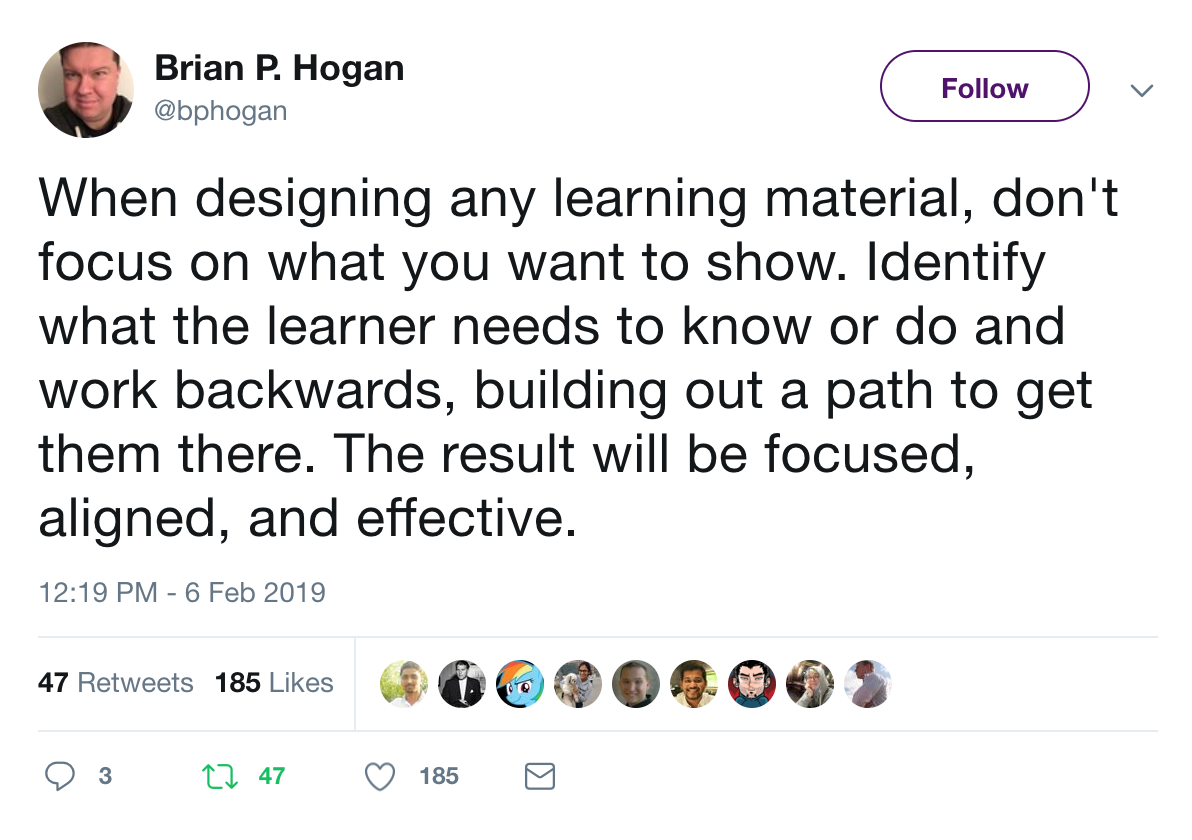 Brian P. Hogan
@bphogan
Follow
When designing any learning material, don't
focus on what you want to show. Identify
what the learner needs to know or do and
work backwards, building out a path to get
them there. The result will be focused,
aligned, and effective.
12:19 PM - 6 Feb 2019
47 Retweets 185 Likes
3 47 185